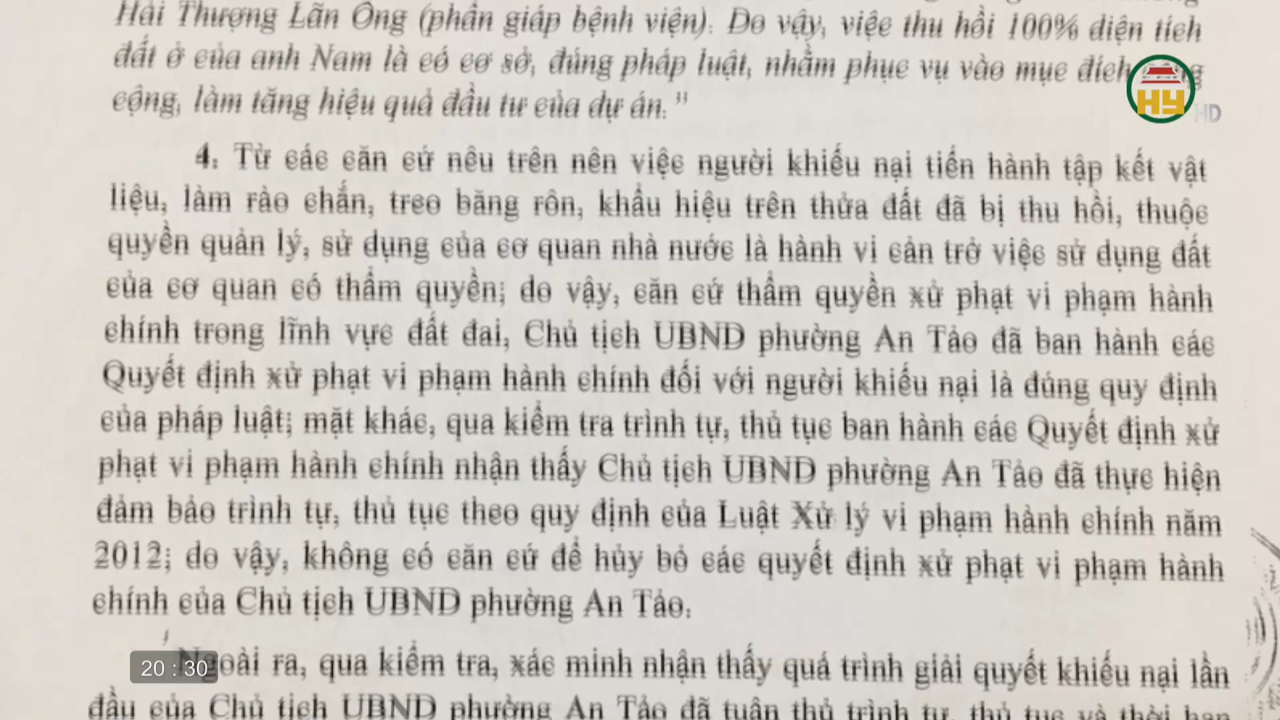 Hải Thượng Lãn Ông (phần giáp bệnh viện). Do vậy, việc thu hồi 100% diện tích
đất ở của anh Nam là có cơ sở, đúng pháp luật, nhằm phục vụ vào mục đích công
cộng, làm tăng hiệu quả đầu tư của dự án."
HY HD
4. Từ các căn cứ nêu trên nên việc người khiếu nại tiến hành tập kết vật
liệu, làm rào chắn, treo băng rôn, khẩu hiệu trên thửa đất đã bị thu hồi, thuộc
quyền quản lý, sử dụng của cơ quan nhà nước là hành vi cản trở việc sử dụng đất
của cơ quan có thẩm quyền; do vậy, căn cứ thẩm quyền xử phạt vi phạm hành
chính trong lĩnh vực đất đai, Chủ tịch UBND phường An Tảo đã ban hành các
Quyết định xử phạt vi phạm hành chính đối với người khiếu nại là đúng quy định
của pháp luật; mặt khác, qua kiểm tra trình tự, thủ tục ban hành các Quyết định xử
phạt vi phạm hành chính nhận thấy Chủ tịch UBND phường An Tảo đã thực hiện
đảm bảo trình tự, thủ tục theo quy định của Luật Xử lý vi phạm hành chính năm
2012; do vậy, không có căn cứ để hủy bỏ các quyết định xử phạt vi phạm hành
chính của Chủ tịch UBND phường An Tảo.
Ngoài ra, qua kiểm tra, xác minh nhận thấy quá trình giải quyết khiếu nại lần
20 : 30
đầu của Chủ tịch UBND phường An Tảo đã tuân thủ trình tự, thủ tục và thời hạn